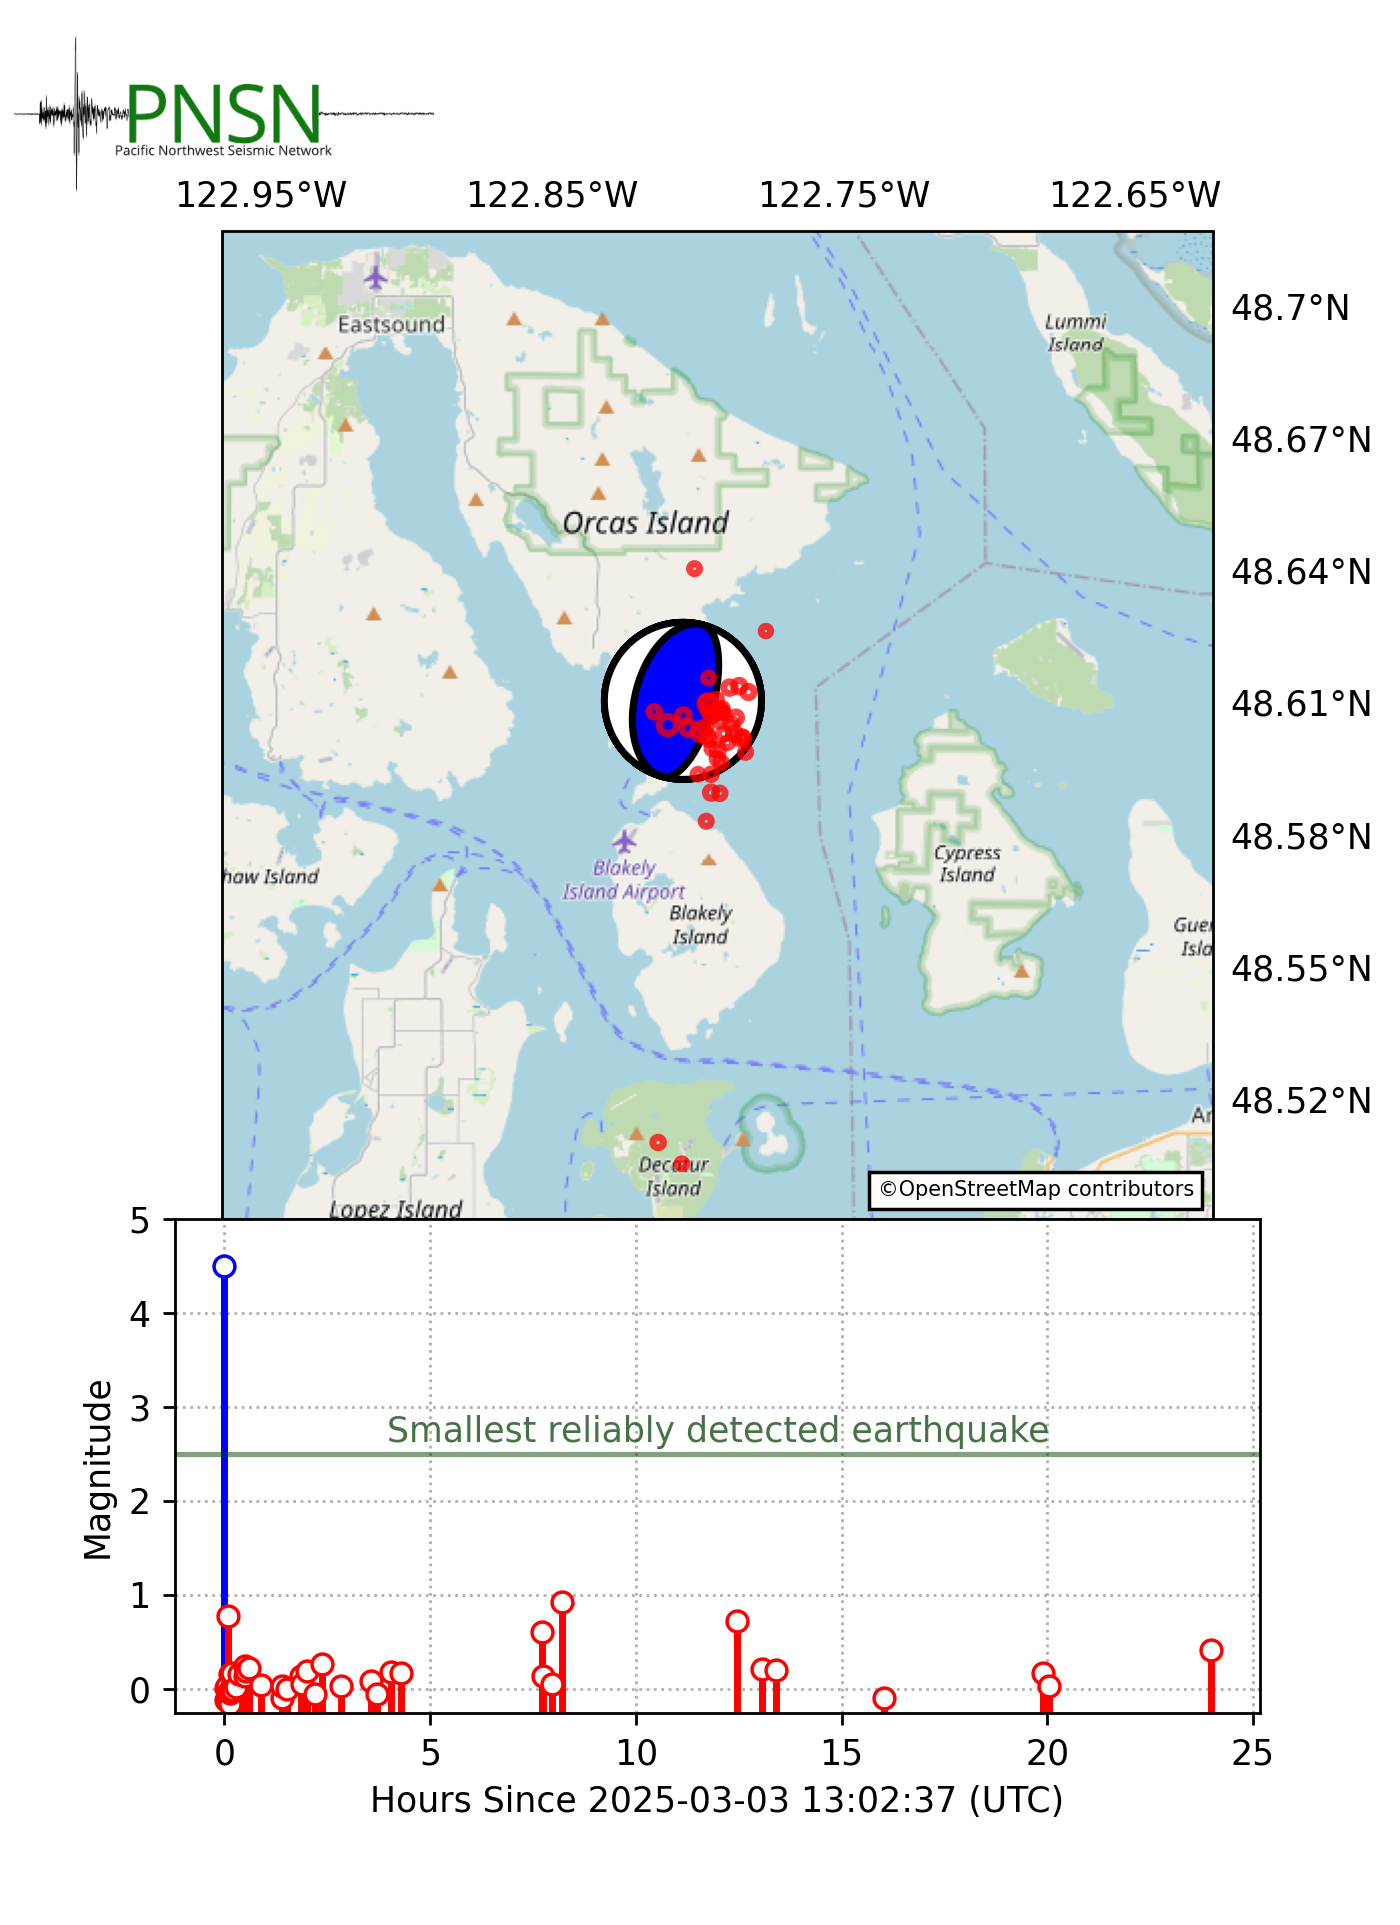 PNSN
Pacific Northwest Seismic Network
122.95°W 122.85°W 122.75°W 122.65°W
48.7°N
Eastsound
Lummi
Island
48.67°N
Orcas Island
48.64°N
48.61°N
48.58°N
haw Island
Blakely
Island Airport
Cypress
Island
Blakely
Island
Guer
Isla
48.55°N
48.52°N
An
Decatur
Island
©OpenStreetMap contributors
Lopez Island
5
4
3
2
1
0
Magnitude
Smallest reliably detected earthquake
0 5 10 15 20 25
Hours Since 2025-03-03 13:02:37 (UTC)